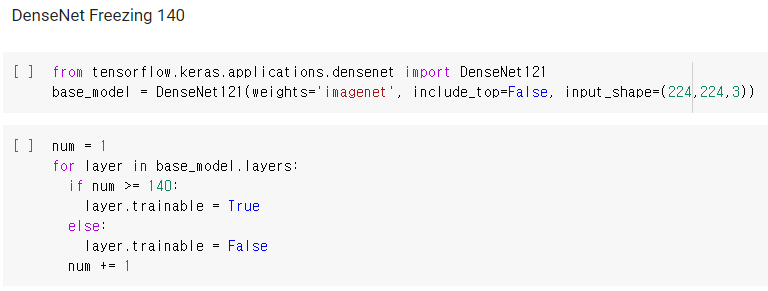 DenseNet Freezing 140
[ ] from tensorflow.keras.applications.densenet import DenseNet121
base_model = DenseNet121(weights='imagenet', include_top=False, input_shape=(224,224,3))
[ ] num = 1
for layer in base_model.layers:
  if num >= 140:
    layer.trainable = True
  else:
    layer.trainable = False
  num += 1